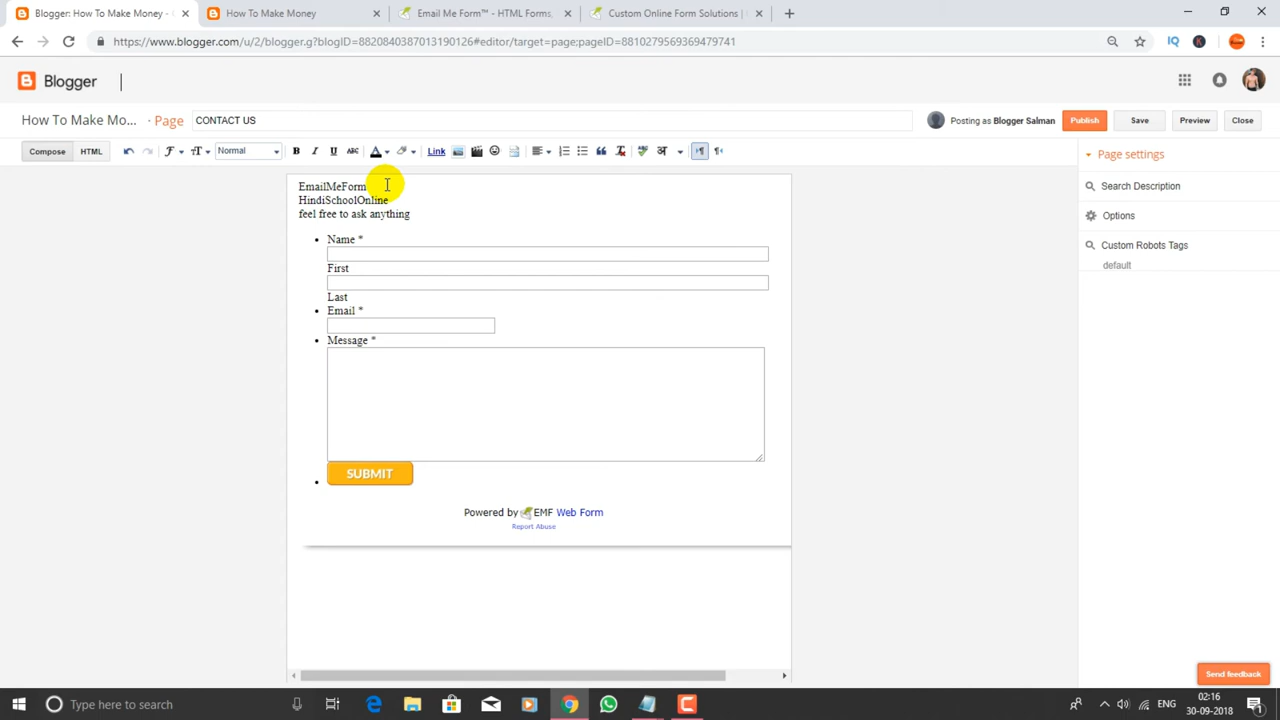 Blogger: How To Make Money - C
How To Make Money
Email Me Form™ - HTML Forms,
Custom Online Form Solutions |
https://www.blogger.com/u/2/blogger.g?blogID=8820840387013190126#editor/target=page;pageID=8810279569369479741
Blogger
How To Make Mo... · Page
CONTACT US
Posting as Blogger Salman
Publish
Save
Preview
Close
Compose
HTML
Normal
B I U ABC A
Link
अ
Page settings
EmailMeForm
HindiSchoolOnline
feel free to ask anything
Search Description
Options
Custom Robots Tags
default
Name *
First
Last
Email *
Message *
SUBMIT
Powered by EMF Web Form
Report Abuse
Send feedback
Type here to search
ENG
02:16
30-09-2018